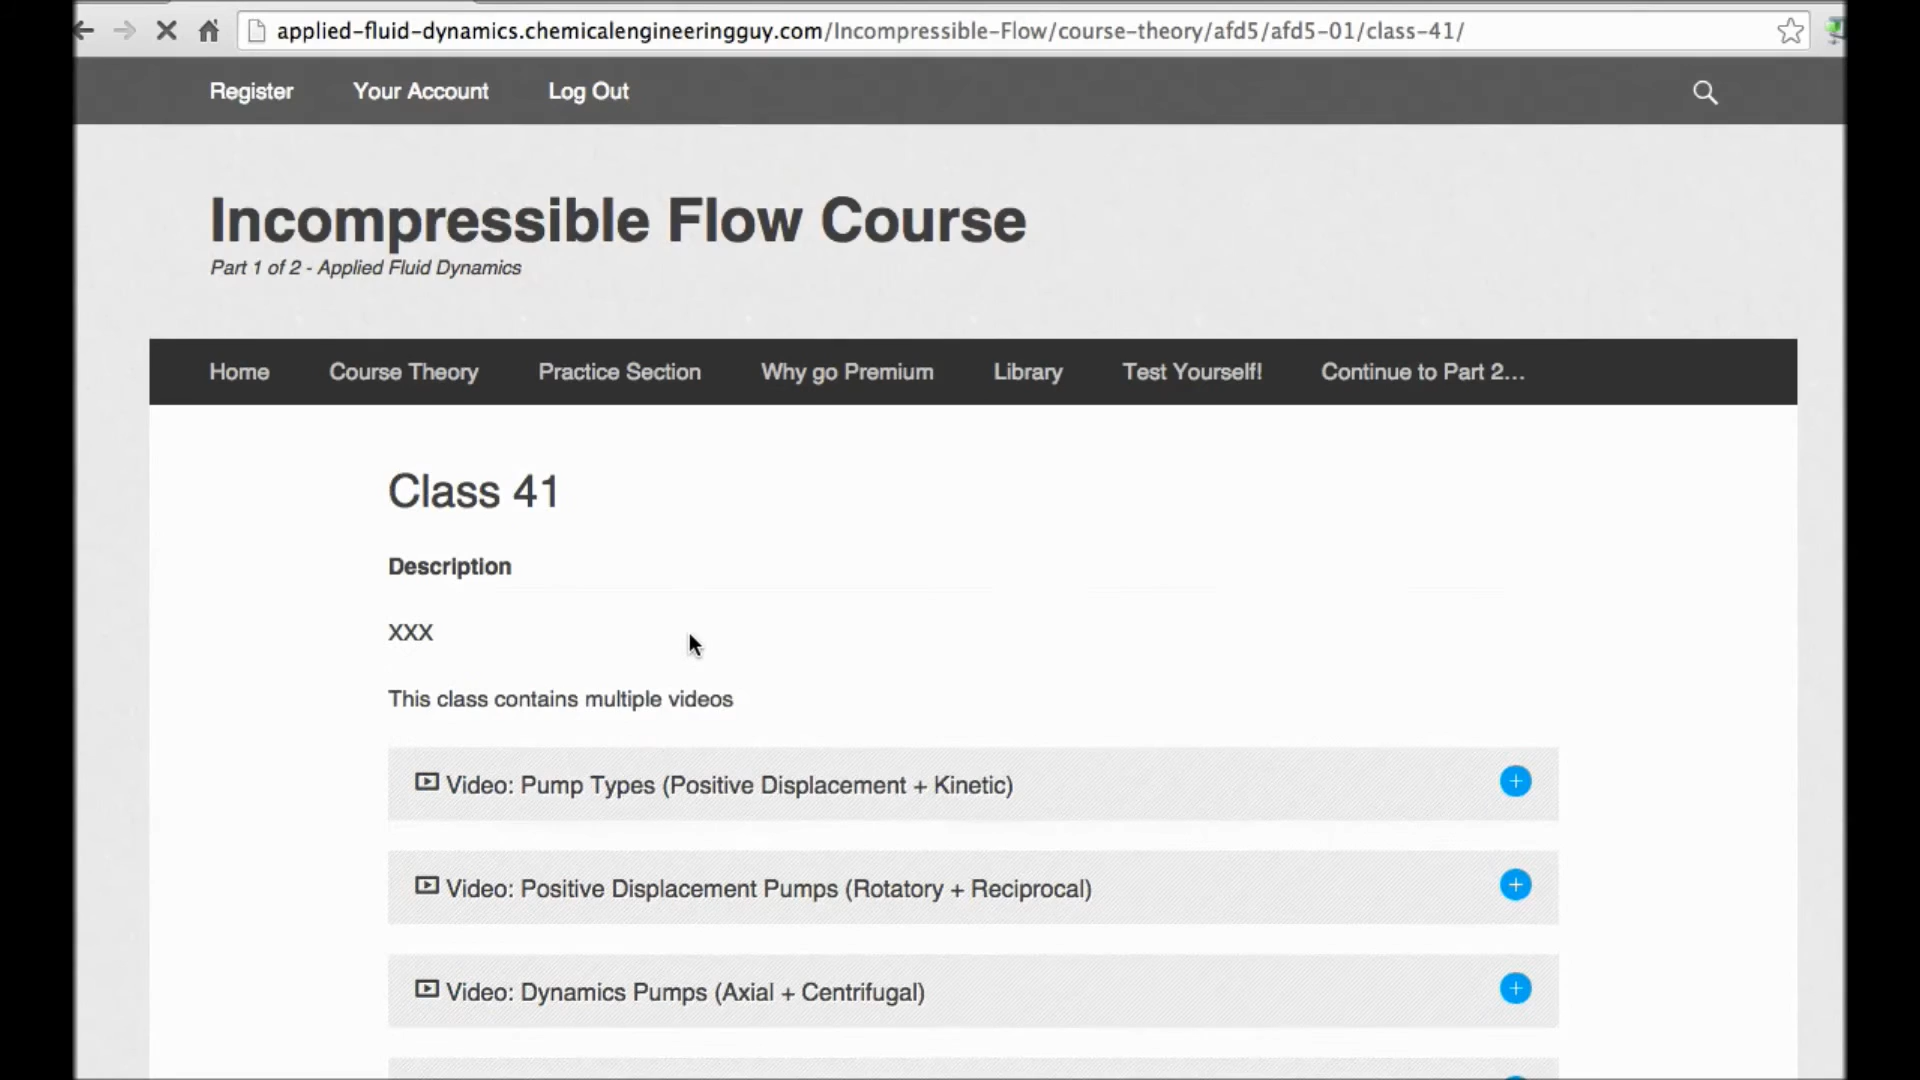 applied-fluid-dynamics.chemicalengineeringguy.com/Incompressible-Flow/course-theory/afd5/afd5-01/class-41/
Register Your Account Log Out
Incompressible Flow Course
Part 1 of 2 - Applied Fluid Dynamics
Home Course Theory Practice Section Why go Premium Library Test Yourself! Continue to Part 2...
Class 41
Description
XXX
This class contains multiple videos
Video: Pump Types (Positive Displacement + Kinetic)
Video: Positive Displacement Pumps (Rotatory + Reciprocal)
Video: Dynamics Pumps (Axial + Centrifugal)